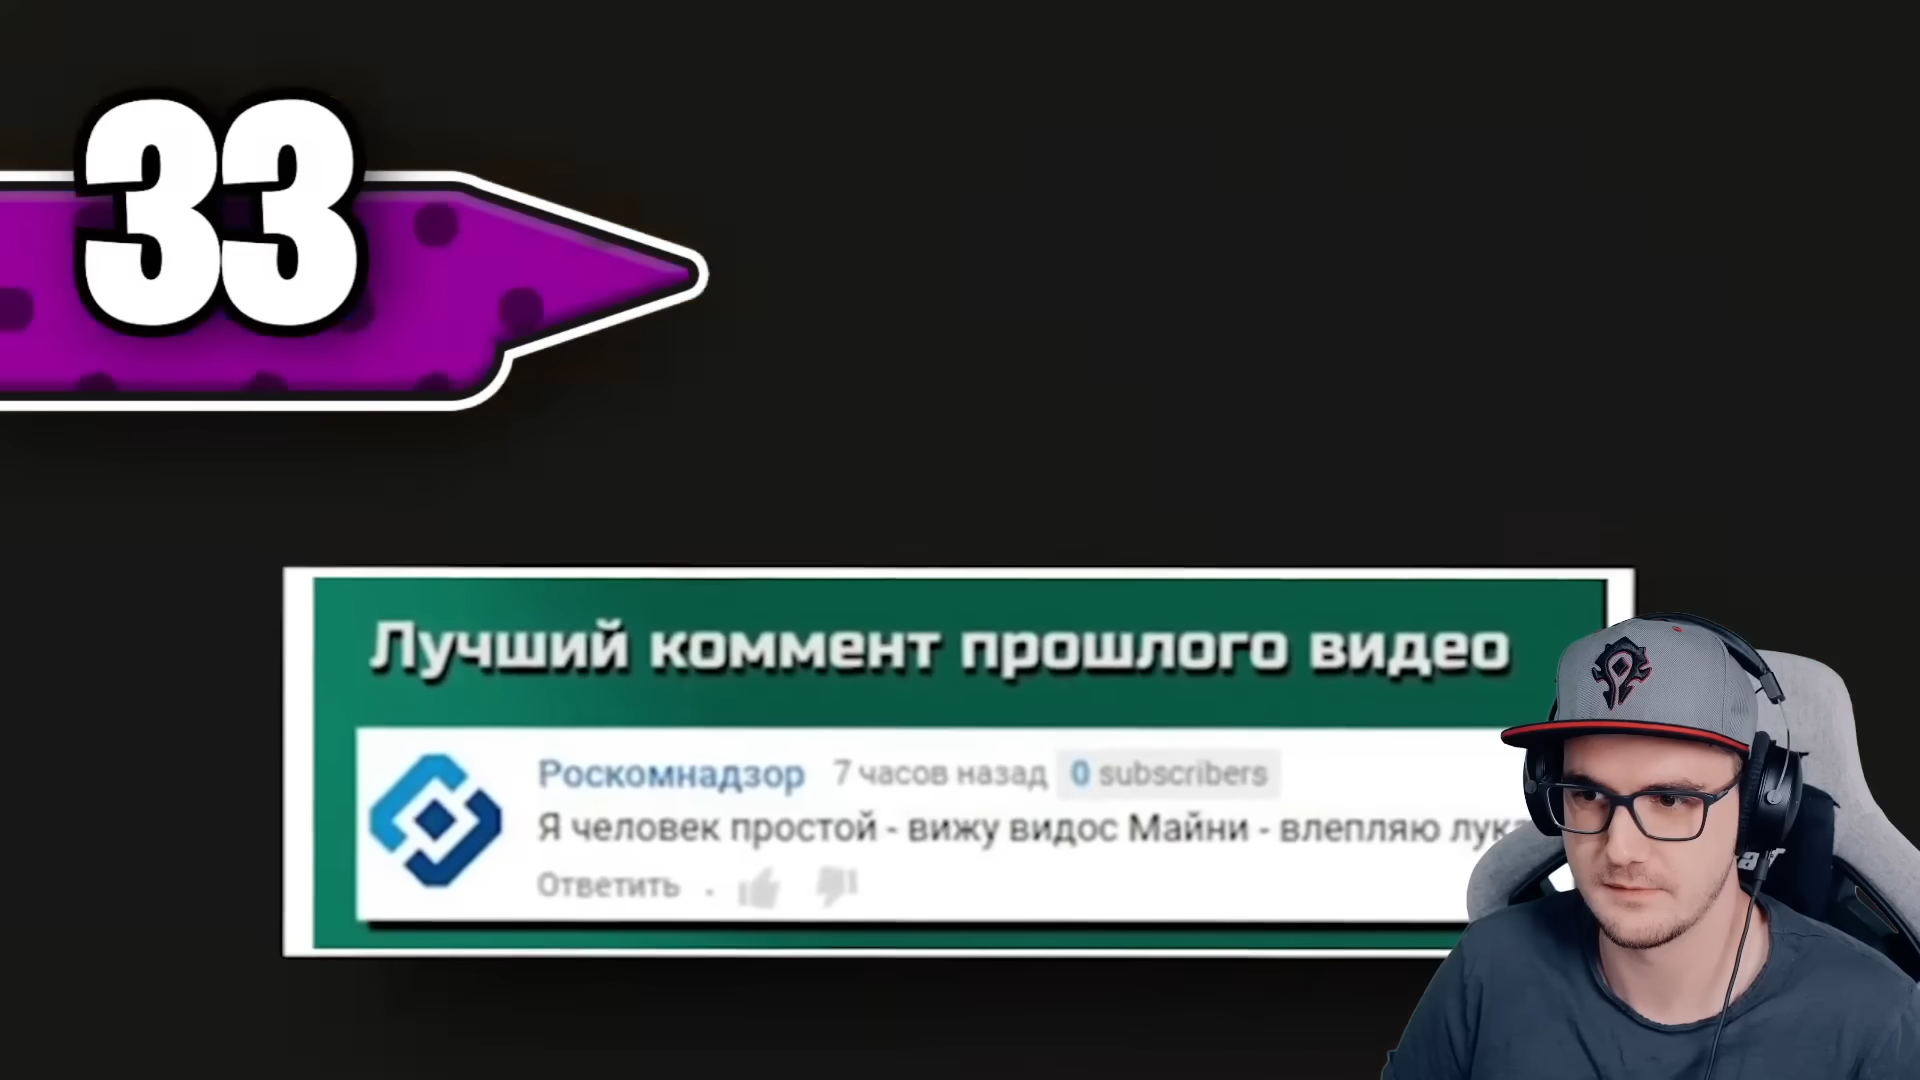 33
Лучший коммент прошлого видео
Роскомнадзор 7 часов назад 0 subscribers
Я человек простой - вижу видос Майни - влепляю
Ответить